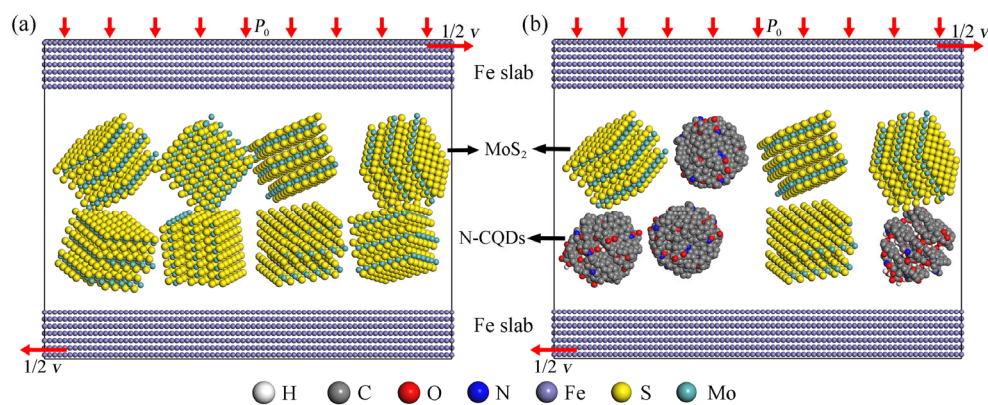 (a)
P₀
1/2 v
Fe slab
MoS₂
N-CQDs
Fe slab
1/2 v
(b)
P₀
1/2 v
Fe slab
Fe slab
1/2 v
H C O N Fe S Mo